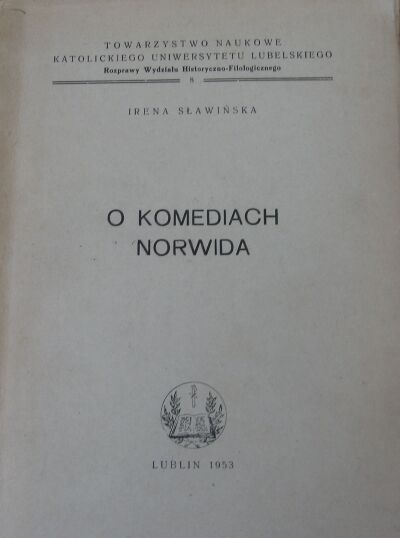 TOWARZYSTWO NAUKOWE
KATOLICKIEGO UNIWERSYTETU LUBELSKIEGO
Rozprawy Wydziału Historyczno-Filologicznego
8
IRENA SŁAWIŃSKA
O KOMEDIACH
NORWIDA
LUBLIN 1953